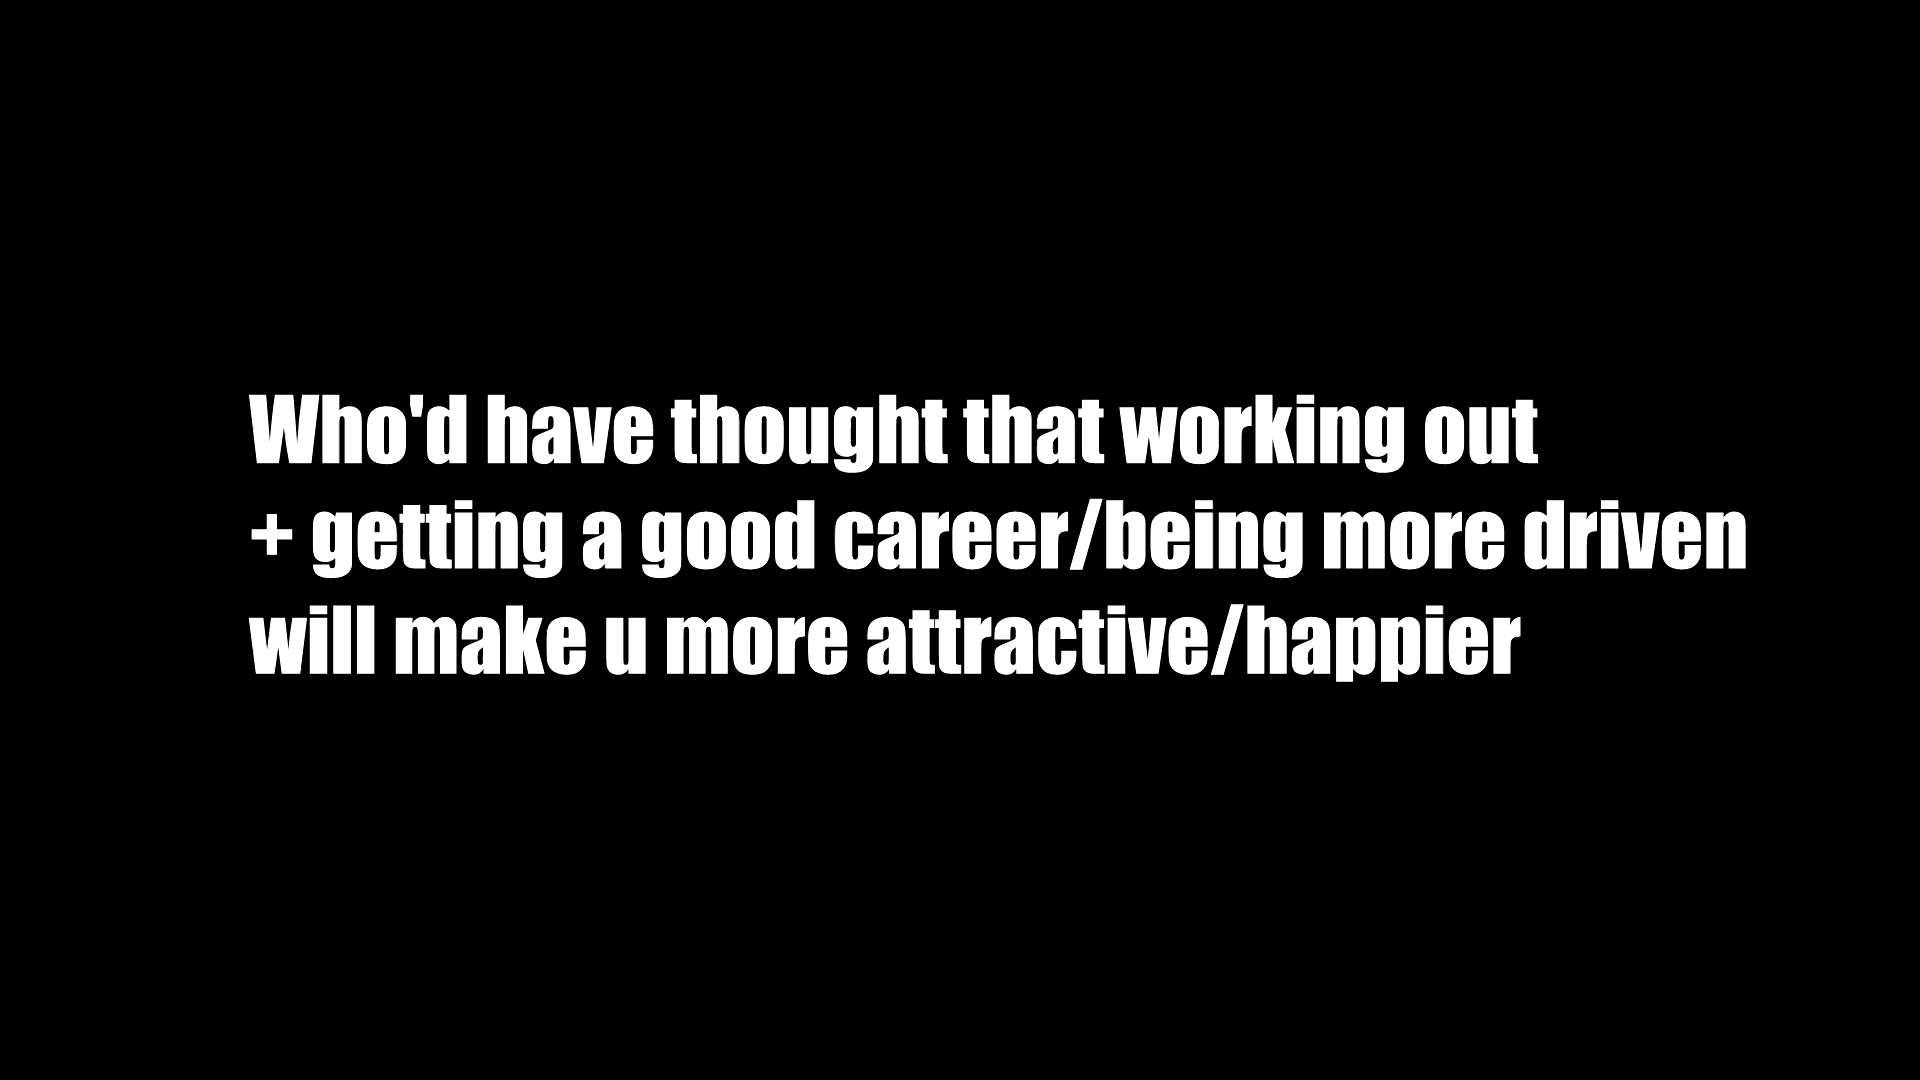 Who'd have thought that working out
+ getting a good career/being more driven
will make u more attractive/happier